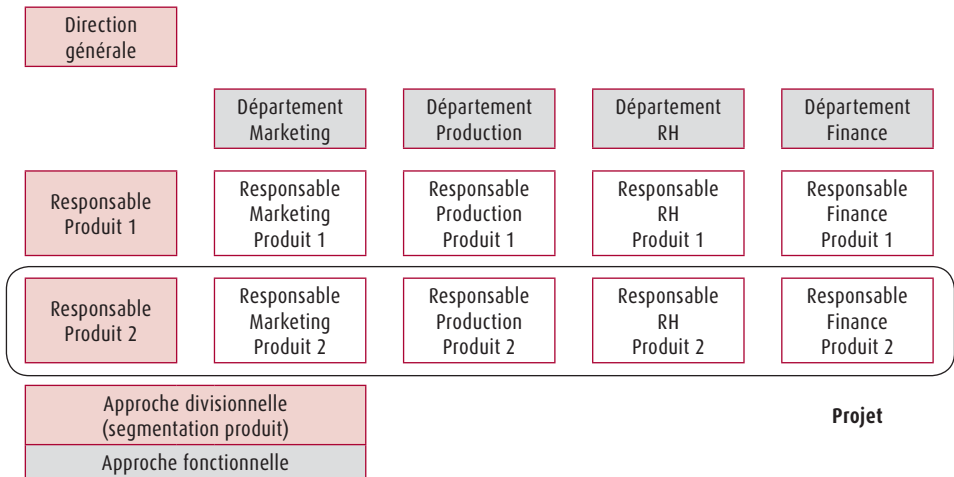 Direction
générale
Département
Marketing
Département
Production
Département
RH
Département
Finance
Responsable
Produit 1
Responsable
Marketing
Produit 1
Responsable
Production
Produit 1
Responsable
RH
Produit 1
Responsable
Finance
Produit 1
Responsable
Produit 2
Responsable
Marketing
Produit 2
Responsable
Production
Produit 2
Responsable
RH
Produit 2
Responsable
Finance
Produit 2
Approche divisionnelle
(segmentation produit)
Approche fonctionnelle
Projet